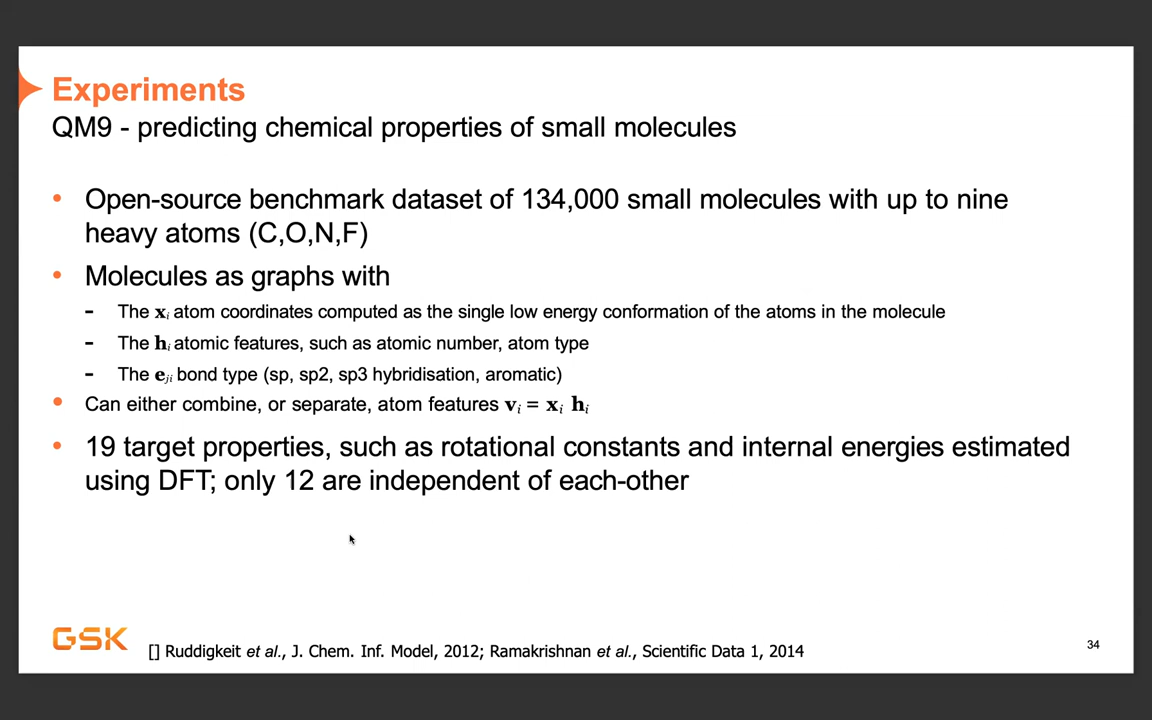 Experiments
QM9 - predicting chemical properties of small molecules
• Open-source benchmark dataset of 134,000 small molecules with up to nine
heavy atoms (C,O,N,F)
• Molecules as graphs with
- The xᵢ atom coordinates computed as the single low energy conformation of the atoms in the molecule
- The hᵢ atomic features, such as atomic number, atom type
- The eⱼᵢ bond type (sp, sp2, sp3 hybridisation, aromatic)
• Can either combine, or separate, atom features vᵢ = xᵢ hᵢ
• 19 target properties, such as rotational constants and internal energies estimated
using DFT; only 12 are independent of each-other
GSK
[] Ruddigkeit et al., J. Chem. Inf. Model, 2012; Ramakrishnan et al., Scientific Data 1, 2014
34